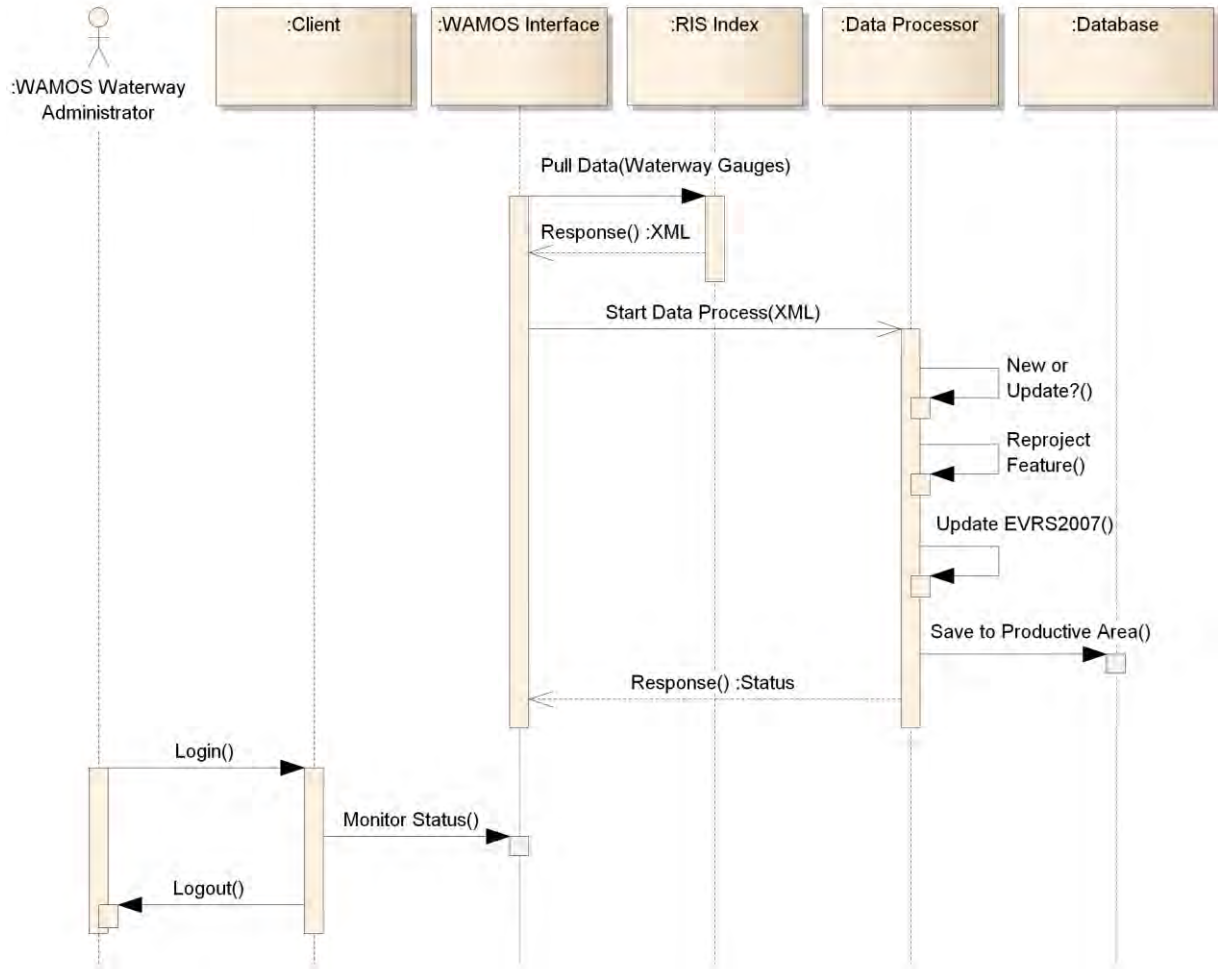 :WAMOS Waterway
Administrator
:Client
:WAMOS Interface
:RIS Index
:Data Processor
:Database
Pull Data(Waterway Gauges)
Response() :XML
Start Data Process(XML)
New or
Update?()
Reproject
Feature()
Update EVRS2007()
Save to Productive Area()
Response() :Status
Login()
Monitor Status()
Logout()